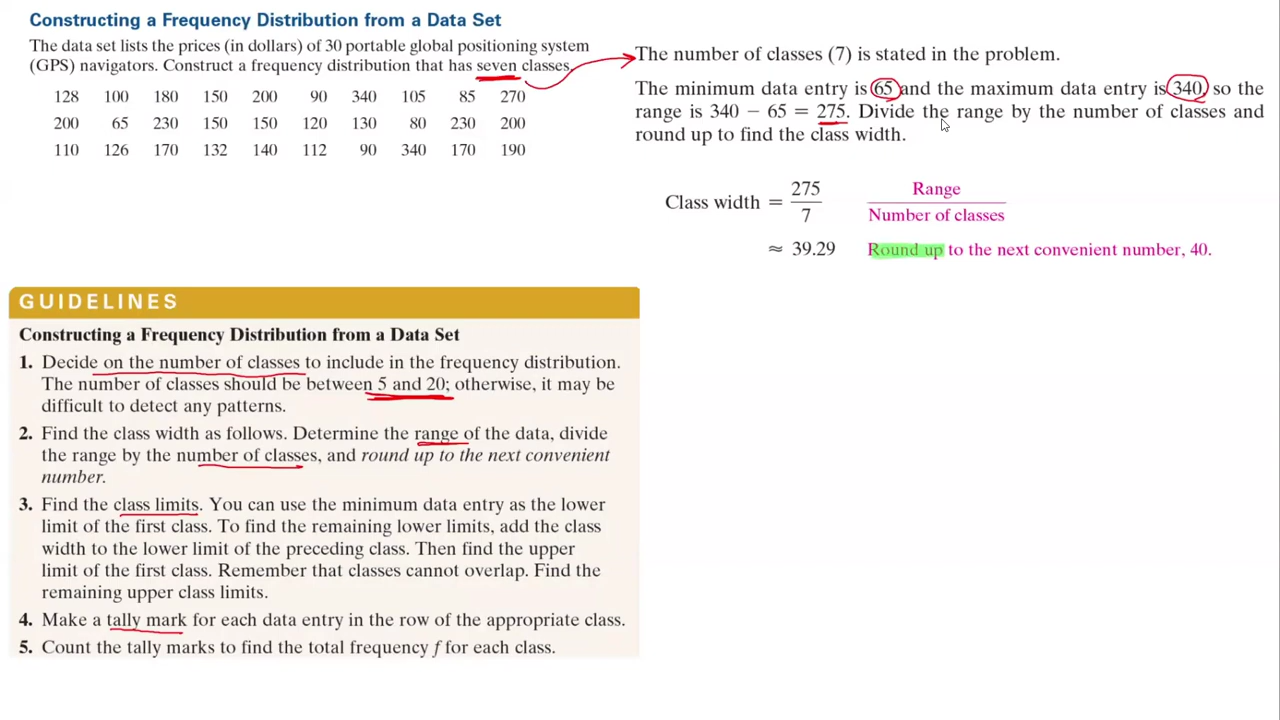 Constructing a Frequency Distribution from a Data Set
The data set lists the prices (in dollars) of 30 portable global positioning system
(GPS) navigators. Construct a frequency distribution that has seven classes.
128 100 180 150 200 90 340 105 85 270
200 65 230 150 150 120 130 80 230 200
110 126 170 132 140 112 90 340 170 190
The number of classes (7) is stated in the problem.
The minimum data entry is 65 and the maximum data entry is 340, so the
range is 340 − 65 = 275. Divide the range by the number of classes and
round up to find the class width.
Class width = 275/7 Range/Number of classes
≈ 39.29 Round up to the next convenient number, 40.
GUIDELINES
Constructing a Frequency Distribution from a Data Set
1. Decide on the number of classes to include in the frequency distribution.
The number of classes should be between 5 and 20; otherwise, it may be
difficult to detect any patterns.
2. Find the class width as follows. Determine the range of the data, divide
the range by the number of classes, and round up to the next convenient
number.
3. Find the class limits. You can use the minimum data entry as the lower
limit of the first class. To find the remaining lower limits, add the class
width to the lower limit of the preceding class. Then find the upper
limit of the first class. Remember that classes cannot overlap. Find the
remaining upper class limits.
4. Make a tally mark for each data entry in the row of the appropriate class.
5. Count the tally marks to find the total frequency f for each class.